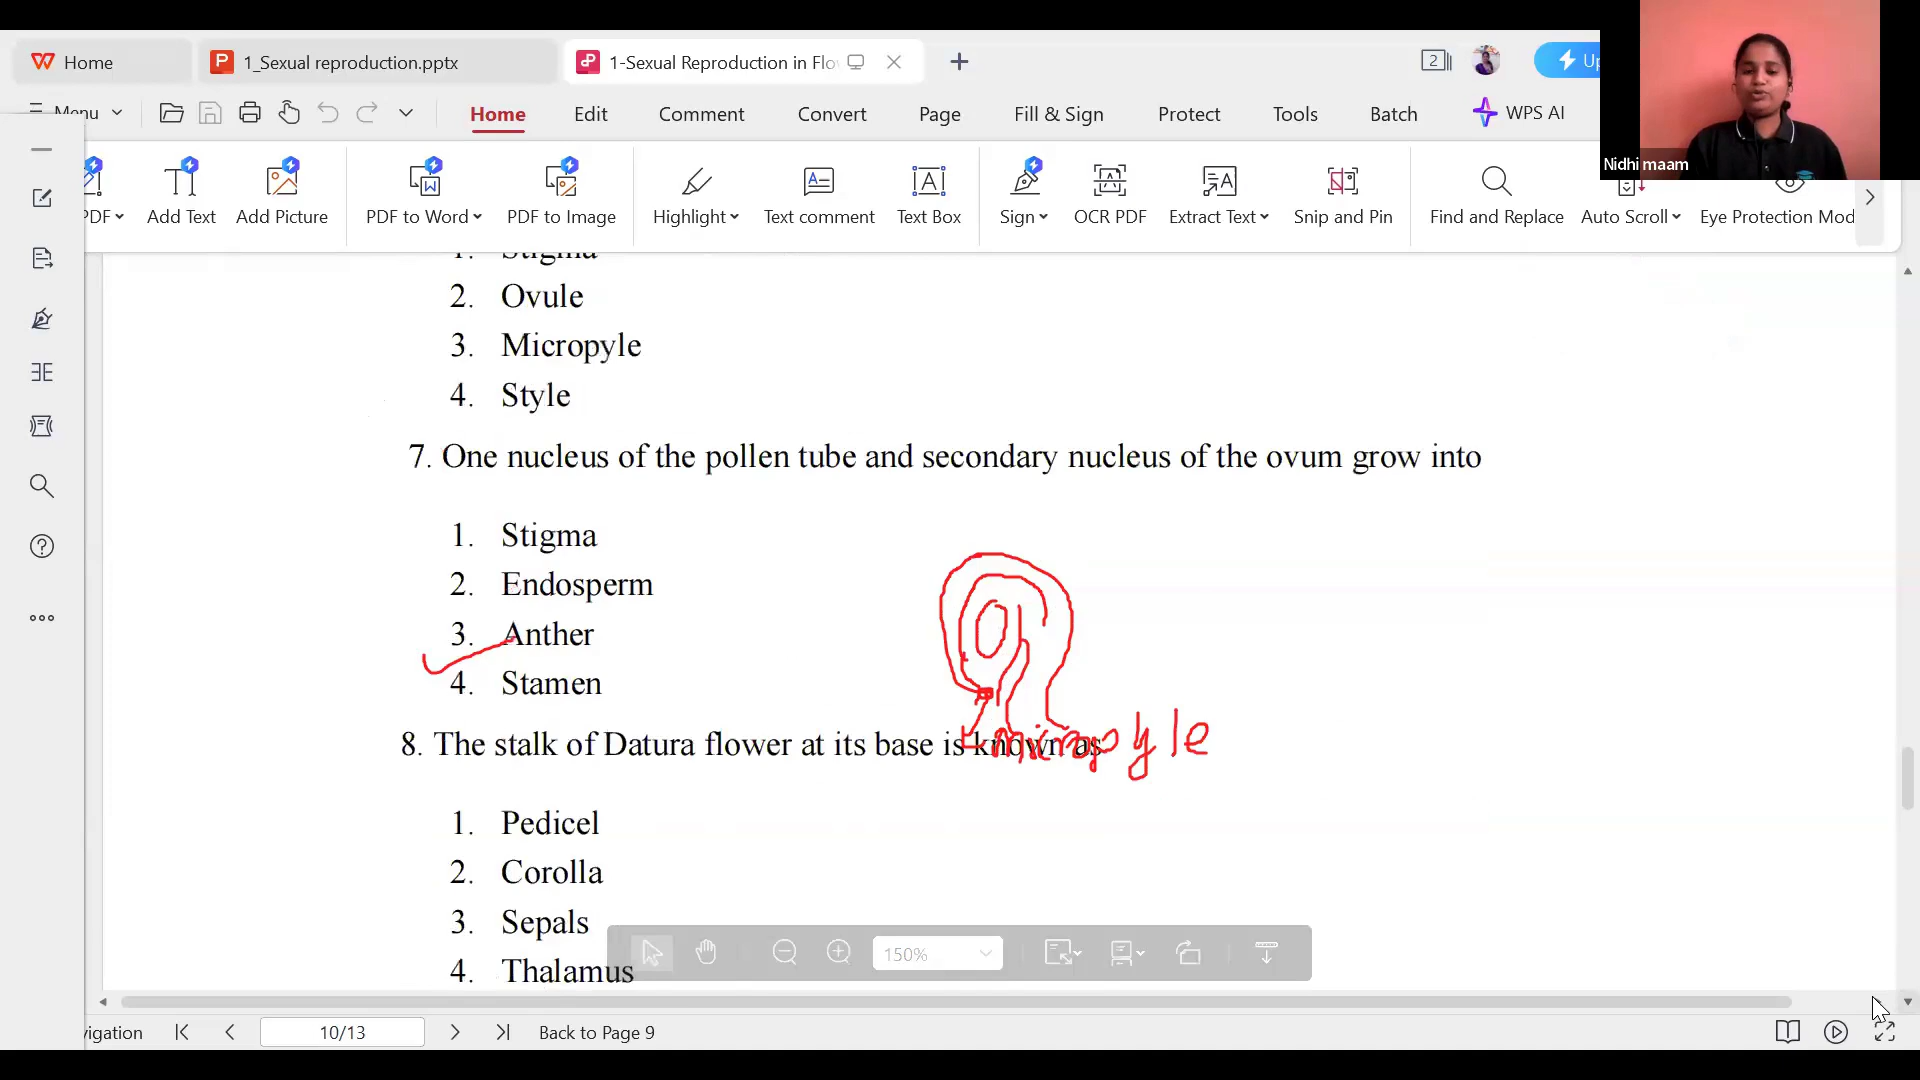 Home
1_Sexual reproduction.pptx
1-Sexual Reproduction in Flo
2
Menu
Home
Edit
Comment
Convert
Page
Fill & Sign
Protect
Tools
Batch
WPS AI
Nidhi maam
PDF
Add Text
Add Picture
PDF to Word
PDF to Image
Highlight
Text comment
Text Box
Sign
OCR PDF
Extract Text
Snip and Pin
Find and Replace
Auto Scroll
Eye Protection Mod
1. Stigma
2. Ovule
3. Micropyle
4. Style
7. One nucleus of the pollen tube and secondary nucleus of the ovum grow into
1. Stigma
2. Endosperm
3. Anther
4. Stamen
micropyle
8. The stalk of Datura flower at its base is known as
1. Pedicel
2. Corolla
3. Sepals
4. Thalamus
150%
vigation
10/13
Back to Page 9